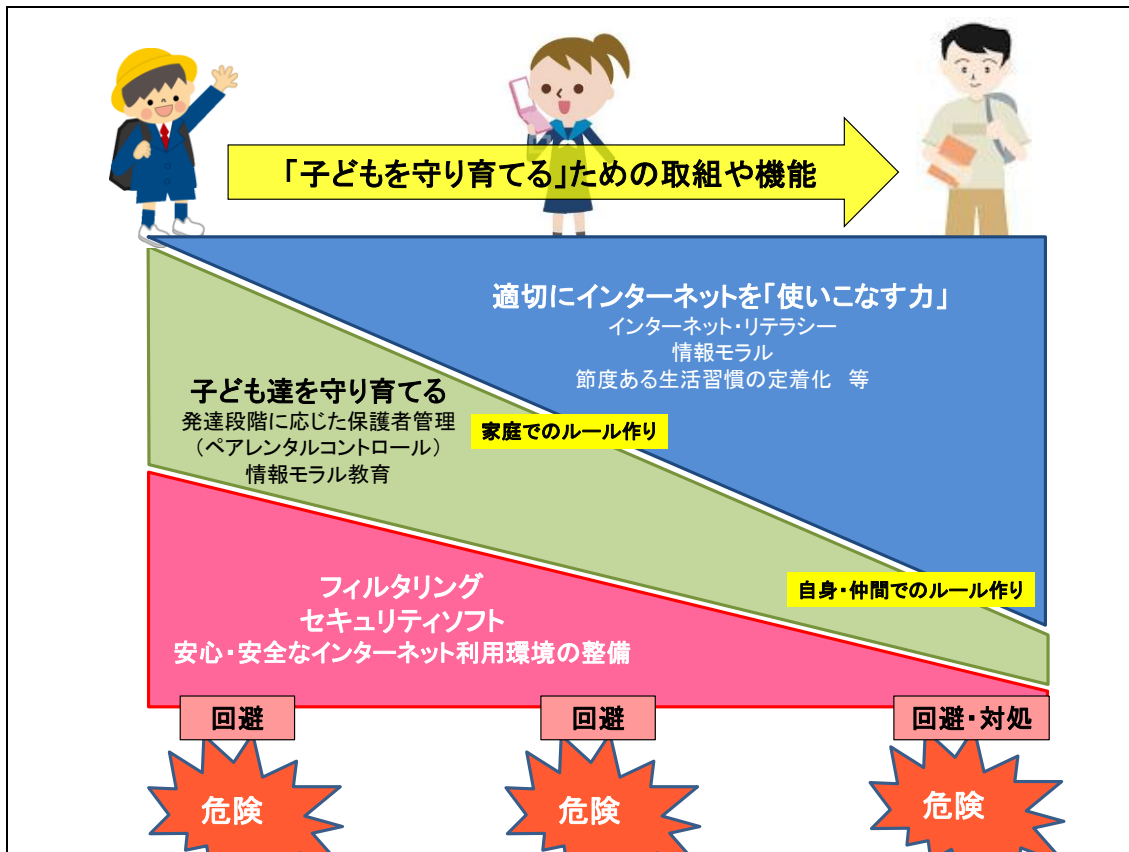 「子どもを守り育てる」ための取組や機能
適切にインターネットを「使いこなす力」
インターネット・リテラシー
情報モラル
節度ある生活習慣の定着化　等
子ども達を守り育てる
発達段階に応じた保護者管理
（ペアレンタルコントロール）
情報モラル教育
家庭でのルール作り
自身・仲間でのルール作り
フィルタリング
セキュリティソフト
安心・安全なインターネット利用環境の整備
回避
回避
回避・対処
危険
危険
危険